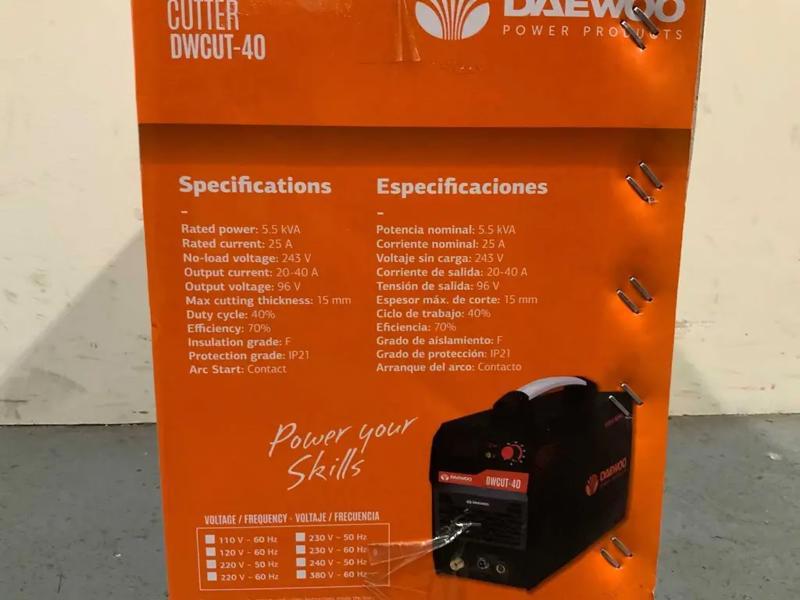 CUTTER
DWCUT-40
DAEWOO
POWER PRODUCTS
Specifications
-
Rated power: 5.5 kVA
Rated current: 25 A
No-load voltage: 243 V
Output current: 20-40 A
Output voltage: 96 V
Max cutting thickness: 15 mm
Duty cycle: 40%
Efficiency: 70%
Insulation grade: F
Protection grade: IP21
Arc Start: Contact
Especificaciones
-
Potencia nominal: 5.5 kVA
Corriente nominal: 25 A
Voltaje sin carga: 243 V
Corriente de salida: 20-40 A
Tensión de salida: 96 V
Espesor máx. de corte: 15 mm
Ciclo de trabajo: 40%
Eficiencia: 70%
Grado de aislamiento: F
Grado de protección: IP21
Arranque del arco: Contacto
Power your
Skills
DAEWOO
DWCUT-40
DAEWOO
DAEWOO
VOLTAGE / FREQUENCY - VOLTAJE / FRECUENCIA
110 V ~ 60 Hz
120 V ~ 60 Hz
220 V ~ 50 Hz
220 V ~ 60 Hz
230 V ~ 50 Hz
230 V ~ 60 Hz
240 V ~ 50 Hz
380 V ~ 60 Hz